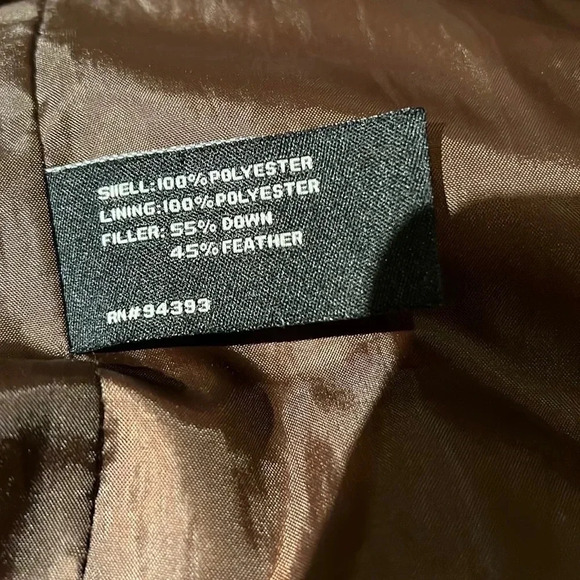 SHELL:100%POLYESTER
LINING:100%POLYESTER
FILLER: 55% DOWN
45% FEATHER
RN#94393